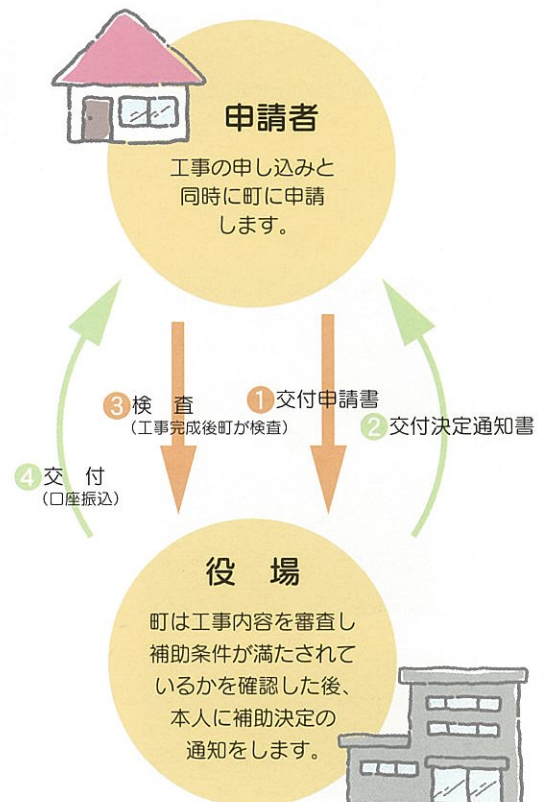 申請者
工事の申し込みと
同時に町に申請
します。
③検　査
（工事完成後町が検査）
①交付申請書
②交付決定通知書
④交　付
（口座振込）
役　場
町は工事内容を審査し
補助条件が満たされて
いるかを確認した後、
本人に補助決定の
通知をします。